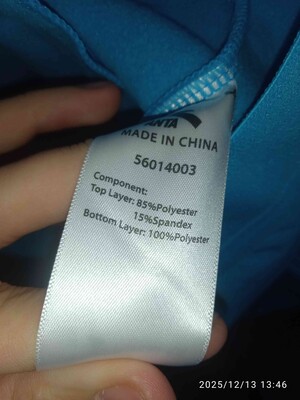 ANTA
MADE IN CHINA
56014003
Component:
Top Layer: 85%Polyester
15%Spandex
Bottom Layer: 100%Polyester
2025/12/13 13:46